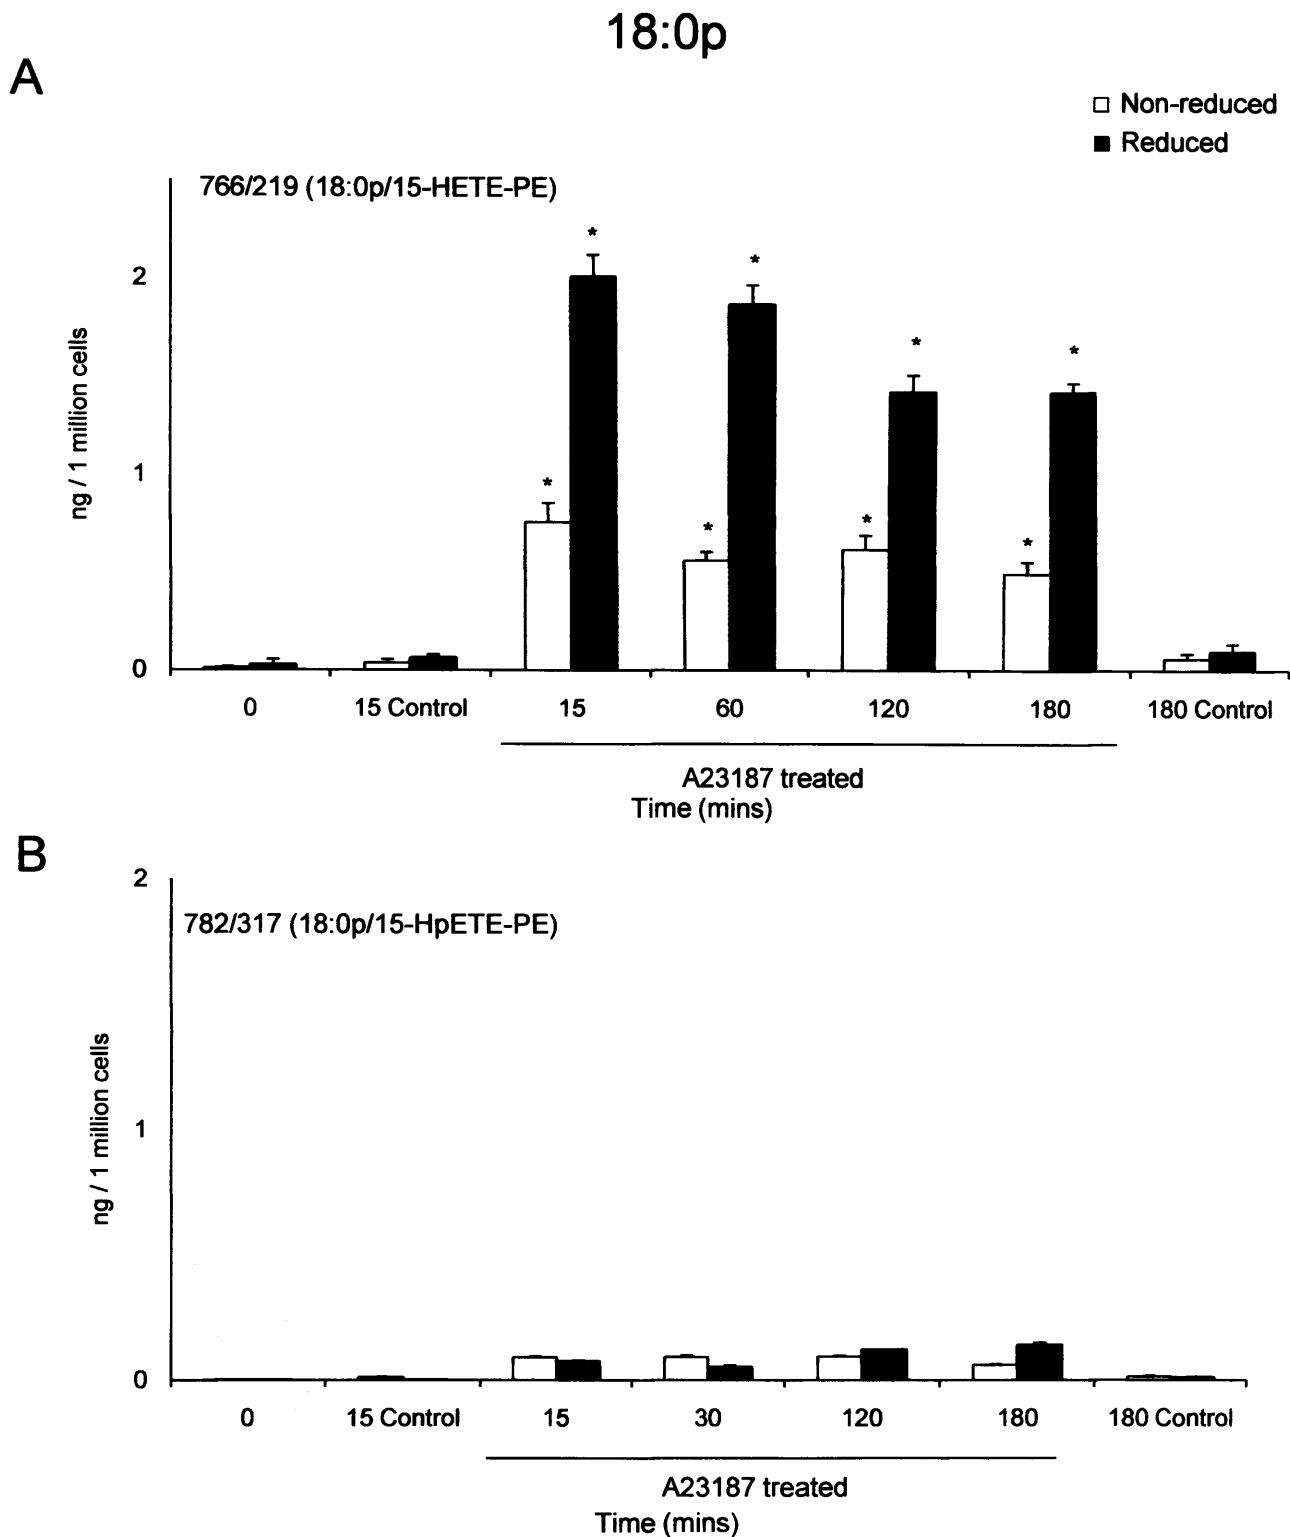 18:0p
A
Non-reduced
Reduced
766/219 (18:0p/15-HETE-PE)
* * * * * * * *
2
1
0
ng / 1 million cells
0 15 Control 15 60 120 180 180 Control
A23187 treated
Time (mins)
B
782/317 (18:0p/15-HpETE-PE)
2
1
0
ng / 1 million cells
0 15 Control 15 30 120 180 180 Control
A23187 treated
Time (mins)